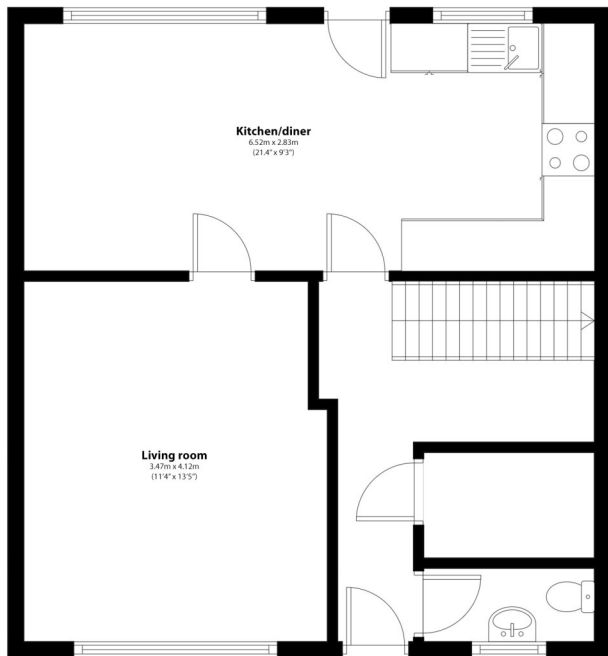 Kitchen/diner
6.52m x 2.83m
(21.4" x 9'3")
Living room
3.47m x 4.12m
(11'4" x 13'5")